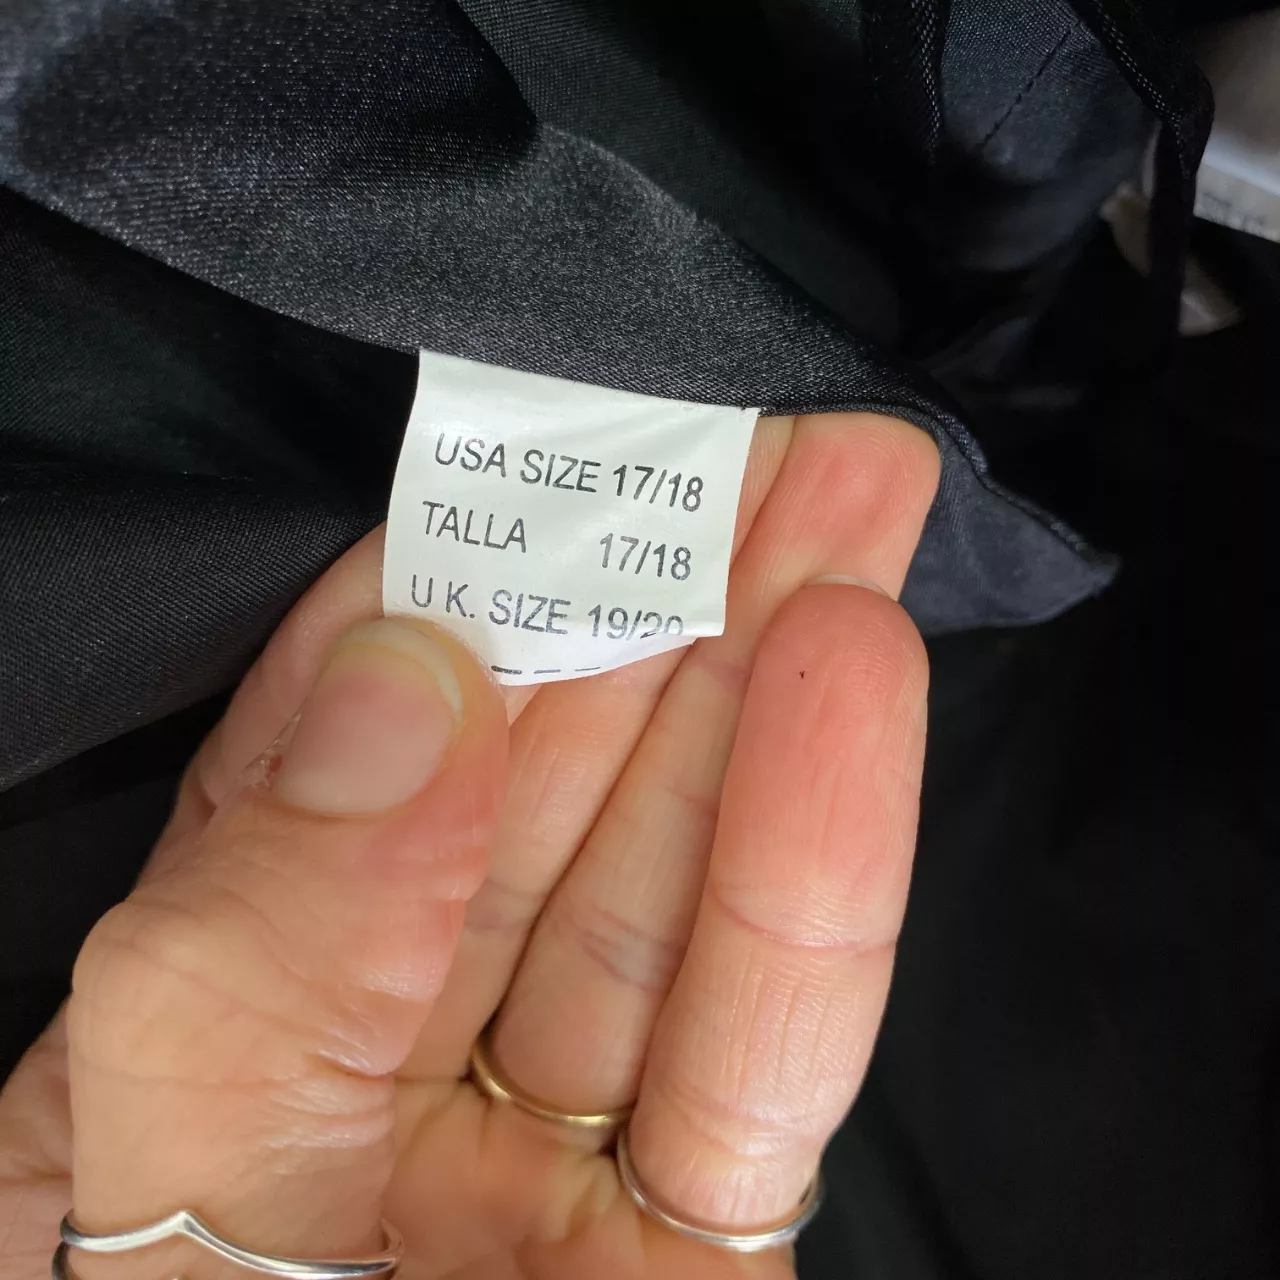 USA SIZE 17/18
TALLA 17/18
U K. SIZE 19/20